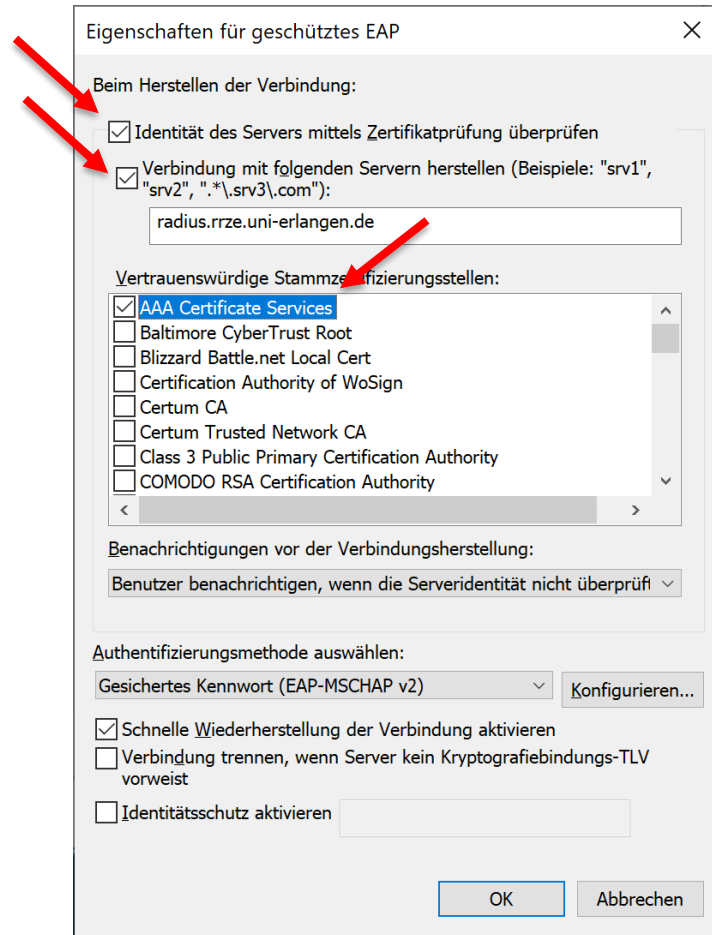 Eigenschaften für geschütztes EAP
Beim Herstellen der Verbindung:
Identität des Servers mittels Zertifikatprüfung überprüfen
Verbindung mit folgenden Servern herstellen (Beispiele: "srv1",
"srv2", ".*\.srv3\.com"):
radius.rrze.uni-erlangen.de
Vertrauenswürdige Stammzertifizierungsstellen:
AAA Certificate Services
Baltimore CyberTrust Root
Blizzard Battle.net Local Cert
Certification Authority of WoSign
Certum CA
Certum Trusted Network CA
Class 3 Public Primary Certification Authority
COMODO RSA Certification Authority
Benachrichtigungen vor der Verbindungsherstellung:
Benutzer benachrichtigen, wenn die Serveridentität nicht überprüft
Authentifizierungsmethode auswählen:
Gesichertes Kennwort (EAP-MSCHAP v2)
Konfigurieren...
Schnelle Wiederherstellung der Verbindung aktivieren
Verbindung trennen, wenn Server kein Kryptografiebindungs-TLV
vorweist
Identitätsschutz aktivieren
OK
Abbrechen